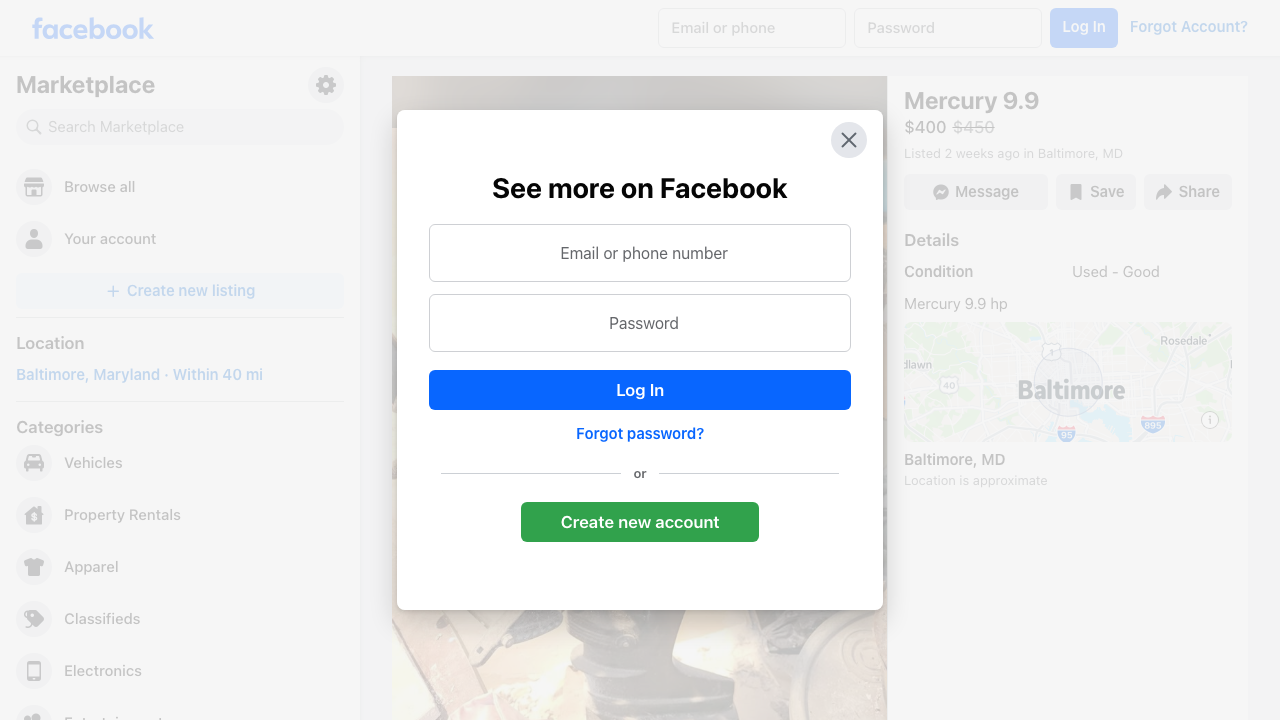 facebook
Email or phone
Password
Log In
Forgot Account?
Marketplace
Search Marketplace
Browse all
Your account
Create new listing
Location
Baltimore, Maryland · Within 40 mi
Categories
Vehicles
Property Rentals
Apparel
Classifieds
Electronics
See more on Facebook
Email or phone number
Password
Log In
Forgot password?
or
Create new account
Mercury 9.9
$400 $450
Listed 2 weeks ago in Baltimore, MD
Message
Save
Share
Details
Condition
Used - Good
Mercury 9.9 hp
Rosedale
1
dlawn
40
Baltimore
95
895
Baltimore, MD
Location is approximate